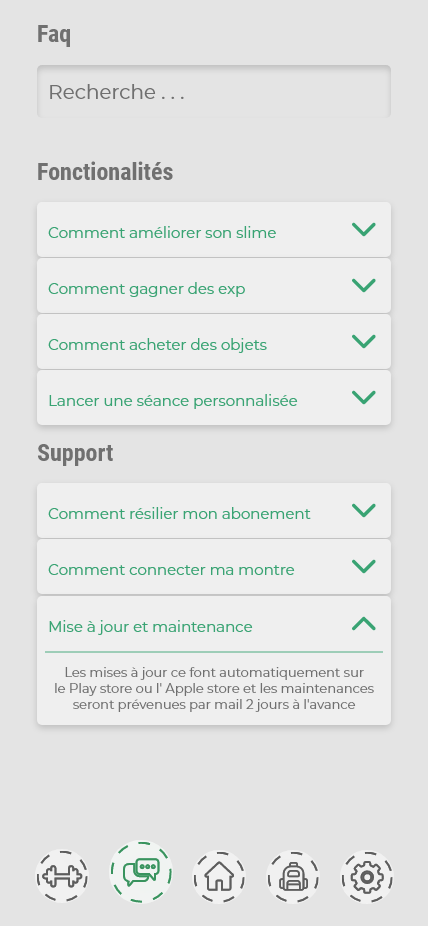 Faq
Recherche . . .
Fonctionalités
Comment améliorer son slime
Comment gagner des exp
Comment acheter des objets
Lancer une séance personnalisée
Support
Comment résilier mon abonement
Comment connecter ma montre
Mise à jour et maintenance
Les mises à jour ce font automatiquement sur
le Play store ou l' Apple store et les maintenances
seront prévenues par mail 2 jours à l'avance